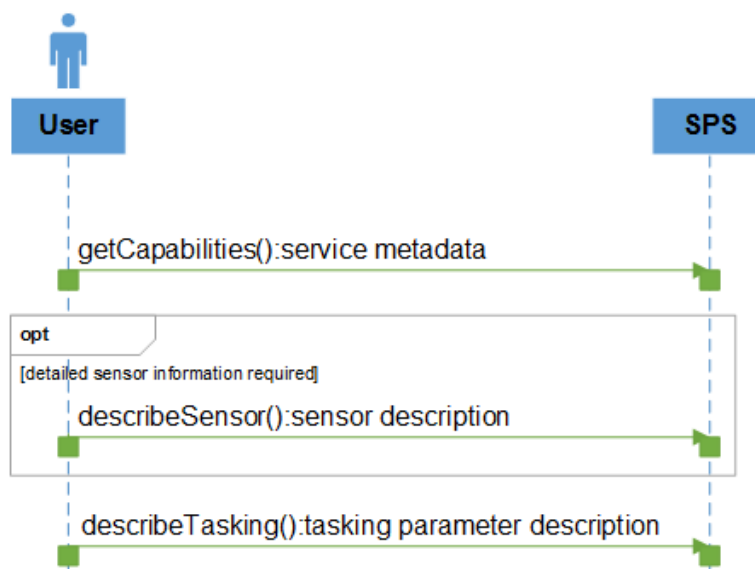 User
SPS
getCapabilities():service metadata
opt
[detailed sensor information required]
describeSensor():sensor description
describeTasking():tasking parameter description